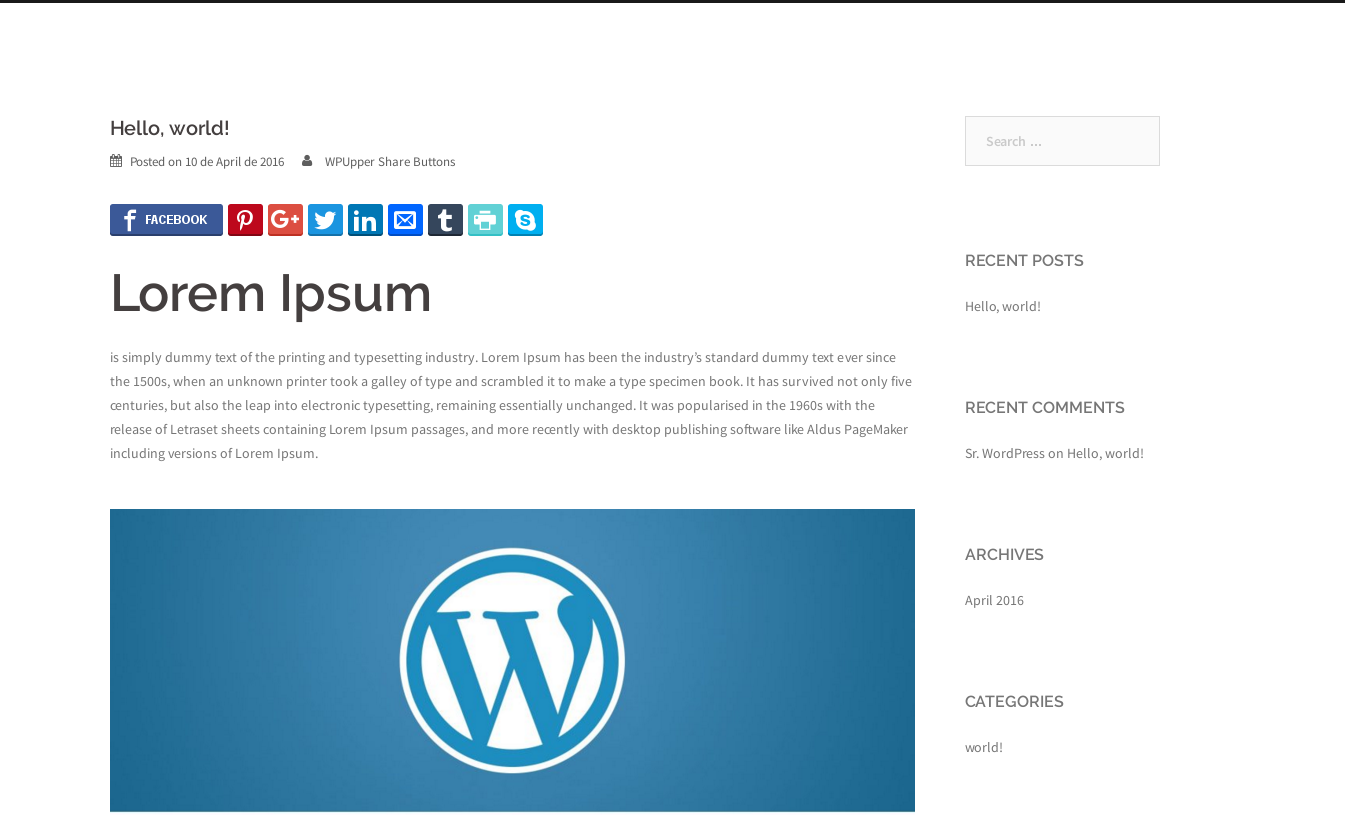 Hello, world!
Posted on 10 de April de 2016 WPUpper Share Buttons
FACEBOOK
Lorem Ipsum
is simply dummy text of the printing and typesetting industry. Lorem Ipsum has been the industry’s standard dummy text ever since
the 1500s, when an unknown printer took a galley of type and scrambled it to make a type specimen book. It has survived not only five
centuries, but also the leap into electronic typesetting, remaining essentially unchanged. It was popularised in the 1960s with the
release of Letraset sheets containing Lorem Ipsum passages, and more recently with desktop publishing software like Aldus PageMaker
including versions of Lorem Ipsum.
Search ...
RECENT POSTS
Hello, world!
RECENT COMMENTS
Sr. WordPress on Hello, world!
ARCHIVES
April 2016
CATEGORIES
world!